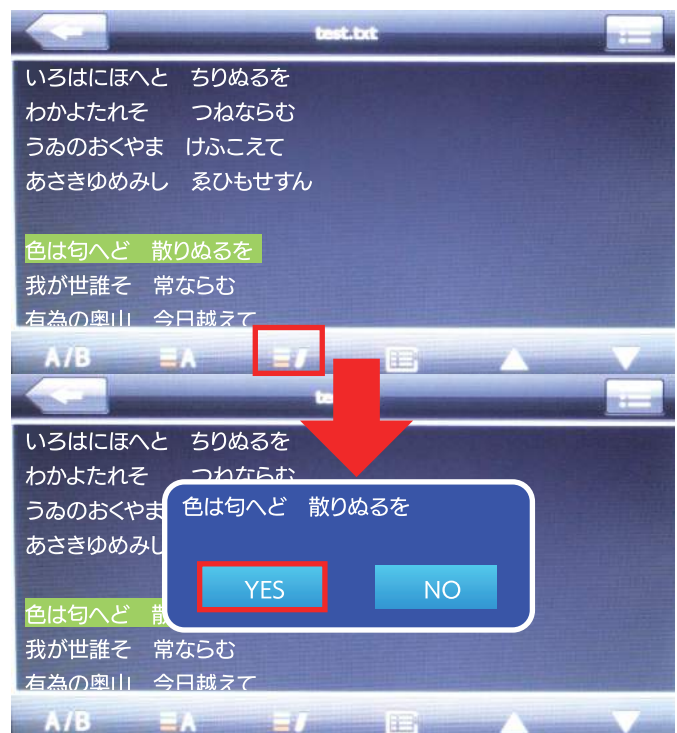 test.txt
いろはにほへと　ちりぬるを
わかよたれそ　つねならむ
うゐのおくやま　けふこえて
あさきゆめみし　ゑひもせすん
色は匂へど　散りぬるを
我が世誰そ　常ならむ
有為の奥山　今日越えて
A/B
A
いろはにほへと　ちりぬるを
わかよたれそ　つねならむ
うゐのおくやま
あさきゆめみし
色は匂へど　散りぬるを
YES
NO
色は匂へど　散
我が世誰そ　常ならむ
有為の奥山　今日越えて
A/B
A